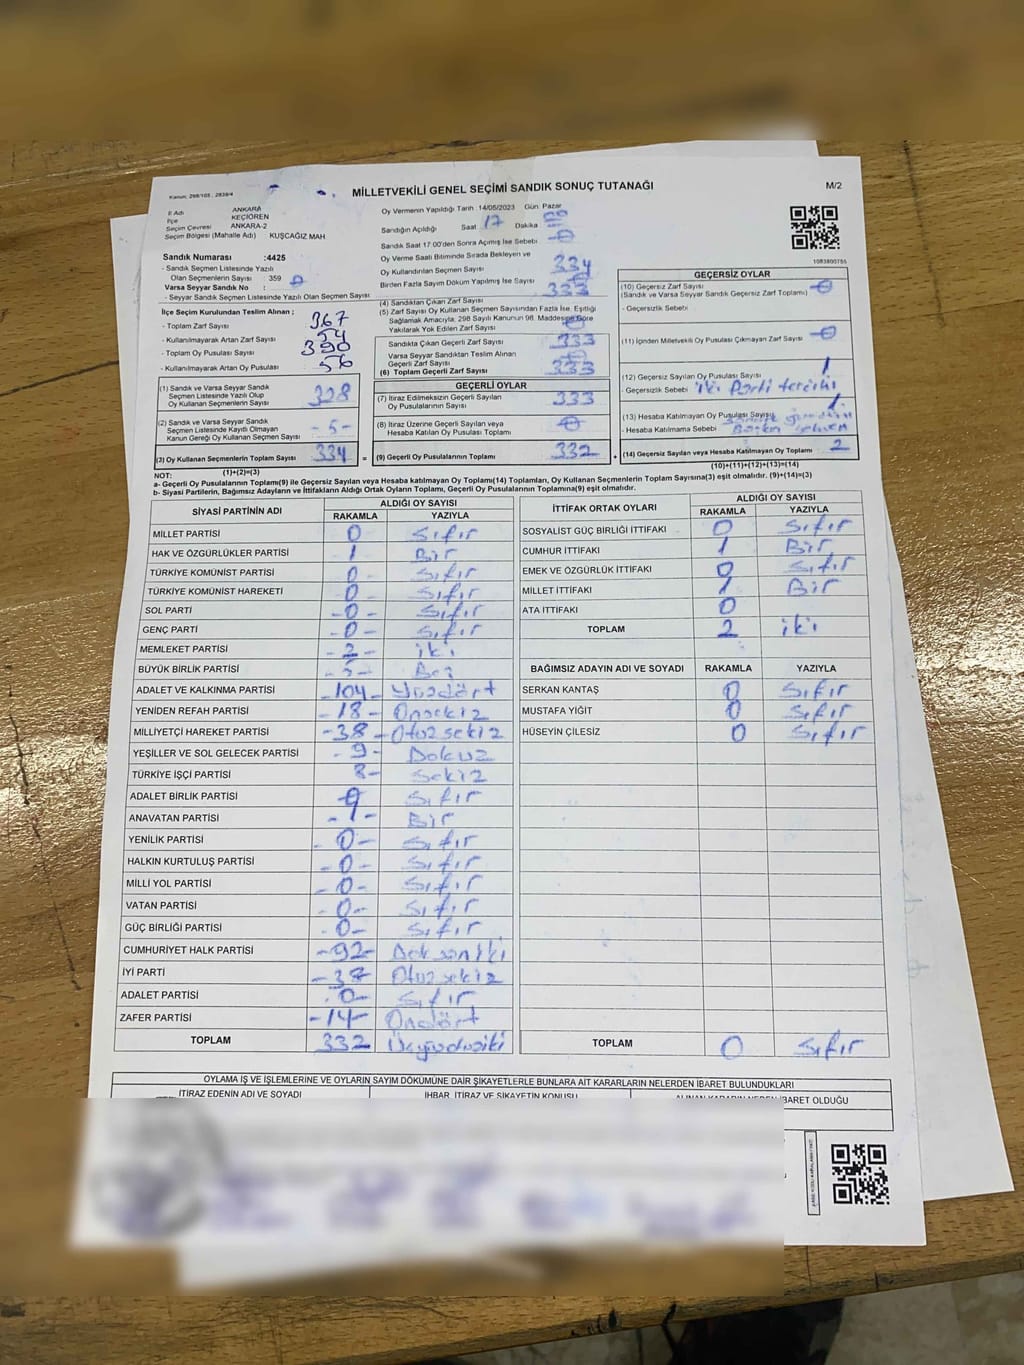 Kanun: 298/105 , 2839/4
MİLLETVEKİLİ GENEL SEÇİMİ SANDIK SONUÇ TUTANAĞI
M/2
İl Adı ANKARA
İlçe KEÇİÖREN
Seçim Çevresi ANKARA-2
Seçim Bölgesi (Mahalle Adı) KUŞCAĞIZ MAH
Oy Vermenin Yapıldığı Tarih :14/05/2023 Gün Pazar
Sandığın Açıldığı Saat 17 Dakika
Sandık Saat 17:00'den Sonra Açımış İse Sebebi
Oy Verme Saati Bitiminde Sırada Bekleyen ve
Oy Kullandırılan Seçmen Sayısı 334
Birden Fazla Sayım Döküm Yapılmış İse Sayısı 333
1083800755
Sandık Numarası :4425
- Sandık Seçmen Listesinde Yazılı
Olan Seçmenlerin Sayısı 359
Varsa Seyyar Sandık No :
- Seyyar Sandık Seçmen Listesinde Yazılı Olan Seçmen Sayısı
İlçe Seçim Kurulundan Teslim Alınan ;
- Toplam Zarf Sayısı 367
- Kullanılmayarak Artan Zarf Sayısı 54
- Toplam Oy Pusulası Sayısı 390
- Kullanılmayarak Artan Oy Pusulası 56
(1) Sandık ve Varsa Seyyar Sandık
Seçmen Listesinde Yazılı Olup
Oy Kullanan Seçmenlerin Sayısı 328
(2) Sandık ve Varsa Seyyar Sandık
Seçmen Listesinde Kayıtlı Olmayan
Kanun Gereği Oy Kullanan Seçmen Sayısı -5-
(3) Oy Kullanan Seçmenlerin Toplam Sayısı 334 =
(1)+(2)=(3)
(4) Sandıktan Çıkan Zarf Sayısı
(5) Zarf Sayısı Oy Kullanan Seçmen Sayısından Fazla İse, Eşitliği
Sağlamak Amacıyla, 298 Sayılı Kanunun 98. Maddesine Göre
Yakılarak Yok Edilen Zarf Sayısı
Sandıkta Çıkan Geçerli Zarf Sayısı 333
Varsa Seyyar Sandıktan Teslim Alınan
Geçerli Zarf Sayısı
(6) Toplam Geçerli Zarf Sayısı 333
GEÇERLİ OYLAR
(7) İtiraz Edilmeksizin Geçerli Sayılan
Oy Pusulalarının Sayısı 333
(8) İtiraz Üzerine Geçerli Sayılan veya
Hesaba Katılan Oy Pusulası Toplamı
(9) Geçerli Oy Pusulalarının Toplamı 332 +
GEÇERSİZ OYLAR
(10) Geçersiz Zarf Sayısı
(Sandık ve Varsa Seyyar Sandık Geçersiz Zarf Toplamı)
- Geçersizlik Sebebi
(11) İçinden Milletvekili Oy Pusulası Çıkmayan Zarf Sayısı
(12) Geçersiz Sayılan Oy Pusulası Sayısı 1
- Geçersizlik Sebebi iki Parti tercihi
(13) Hesaba Katılmayan Oy Pusulası Sayısı 1
- Hesaba Katılmama Sebebi
(14) Geçersiz Sayılan veya Hesaba Katılmayan Oy Toplamı 2
(10)+(11)+(12)+(13)=(14)
NOT:
a- Geçerli Oy Pusulalarının Toplamı(9) ile Geçersiz Sayılan veya Hesaba Katılmayan Oy Toplamı(14) Toplamları, Oy Kullanan Seçmenlerin Toplam Sayısına(3) eşit olmalıdır. (9)+(14)=(3)
b- Siyasi Partilerin, Bağımsız Adayların ve İttifakların Aldığı Ortak Oyların Toplamı, Geçerli Oy Pusulalarının Toplamına(9) eşit olmalıdır.
SİYASİ PARTİNİN ADI
ALDIĞI OY SAYISI
RAKAMLA YAZIYLA
MİLLET PARTİSİ 0 Sıfır
HAK VE ÖZGÜRLÜKLER PARTİSİ 1 Bir
TÜRKİYE KOMÜNİST PARTİSİ 0- Sıfır
TÜRKİYE KOMÜNİST HAREKETİ -0- Sıfır
SOL PARTİ -0- Sıfır
GENÇ PARTİ -0- Sıfır
MEMLEKET PARTİSİ -2- iki
BÜYÜK BİRLİK PARTİSİ
ADALET VE KALKINMA PARTİSİ -104- Yüzdört
YENİDEN REFAH PARTİSİ -18- Onsekiz
MİLLİYETÇİ HAREKET PARTİSİ -38- Otuzsekiz
YEŞİLLER VE SOL GELECEK PARTİSİ -9- Dokuz
TÜRKİYE İŞÇİ PARTİSİ 8- Sekiz
ADALET BİRLİK PARTİSİ Sıfır
ANAVATAN PARTİSİ -1- Bir
YENİLİK PARTİSİ -0- Sıfır
HALKIN KURTULUŞ PARTİSİ -0- Sıfır
MİLLİ YOL PARTİSİ -0- Sıfır
VATAN PARTİSİ -0- Sıfır
GÜÇ BİRLİĞİ PARTİSİ -0- Sıfır
CUMHURİYET HALK PARTİSİ -92- Doksaniki
İYİ PARTİ Otuzsekiz
ADALET PARTİSİ -0- Sıfır
ZAFER PARTİSİ -14- Ondört
TOPLAM 332 Üçyüzotuziki
İTTİFAK ORTAK OYLARI
ALDIĞI OY SAYISI
RAKAMLA YAZIYLA
SOSYALİST GÜÇ BİRLİĞİ İTTİFAKI 0 Sıfır
CUMHUR İTTİFAKI 1 Bir
EMEK VE ÖZGÜRLÜK İTTİFAKI 0 Sıfır
MİLLET İTTİFAKI 1 Bir
ATA İTTİFAKI 0
TOPLAM 2 iki
BAĞIMSIZ ADAYIN ADI VE SOYADI RAKAMLA YAZIYLA
SERKAN KANTAŞ 0 Sıfır
MUSTAFA YİĞİT 0 Sıfır
HÜSEYİN ÇİLESİZ 0 Sıfır
TOPLAM 0 Sıfır
OYLAMA İŞ VE İŞLEMLERİNE VE OYLARIN SAYIM DÖKÜMÜNE DAİR ŞİKAYETLERLE BUNLARA AİT KARARLARIN NELERDEN İBARET BULUNDUKLARI
İTİRAZ EDENİN ADI VE SOYADI
İHBAR, İTİRAZ VE ŞİKAYETİN KONUSU
ALINAN KARARIN NEDEN İBARET OLDUĞU